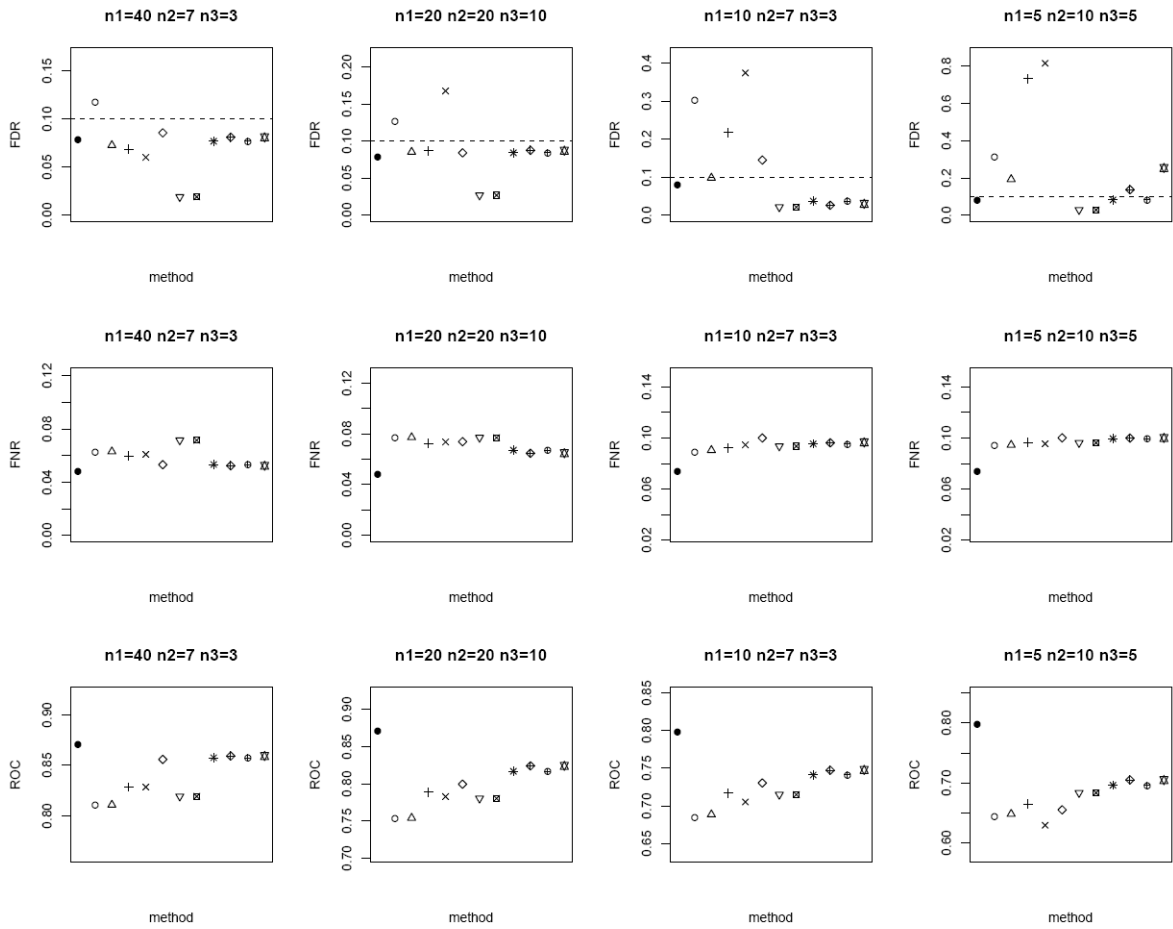 n1=40 n2=7 n3=3
n1=20 n2=20 n3=10
n1=10 n2=7 n3=3
n1=5 n2=10 n3=5
FDR
0.15
0.10
0.05
0.00
method
FDR
0.20
0.15
0.10
0.05
0.00
method
FDR
0.4
0.3
0.2
0.1
0.0
method
FDR
0.8
0.6
0.4
0.2
0.0
method
n1=40 n2=7 n3=3
n1=20 n2=20 n3=10
n1=10 n2=7 n3=3
n1=5 n2=10 n3=5
FNR
0.12
0.08
0.04
0.00
method
FNR
0.12
0.08
0.04
0.00
method
FNR
0.14
0.10
0.06
0.02
method
FNR
0.14
0.10
0.06
0.02
method
n1=40 n2=7 n3=3
n1=20 n2=20 n3=10
n1=10 n2=7 n3=3
n1=5 n2=10 n3=5
ROC
0.90
0.85
0.80
method
ROC
0.90
0.85
0.80
0.75
0.70
method
ROC
0.85
0.80
0.75
0.70
0.65
method
ROC
0.80
0.70
0.60
method